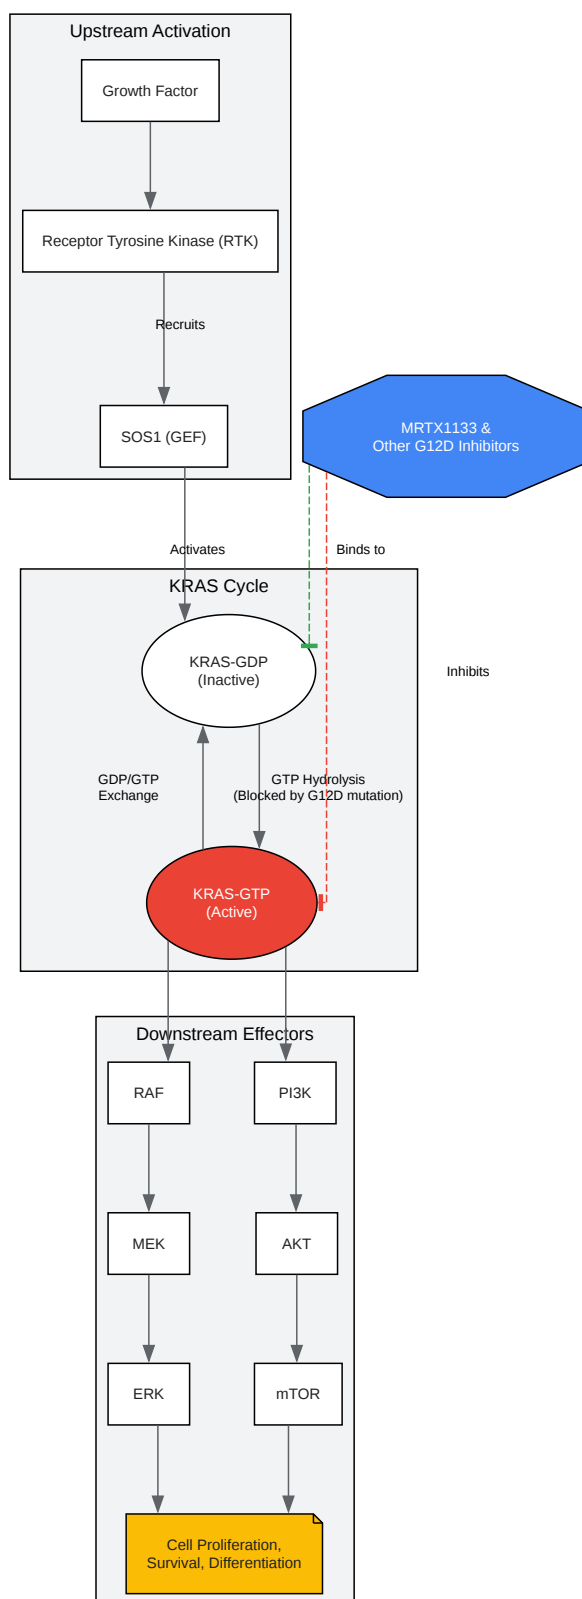 Upstream Activation
Growth Factor
Receptor Tyrosine Kinase (RTK)
Recruits
SOS1 (GEF)
MRTX1133 &
Other G12D Inhibitors
Activates
Binds to
KRAS Cycle
KRAS-GDP
(Inactive)
Inhibits
GDP/GTP
Exchange
GTP Hydrolysis
(Blocked by G12D mutation)
KRAS-GTP
(Active)
Downstream Effectors
RAF
PI3K
MEK
AKT
ERK
mTOR
Cell Proliferation,
Survival, Differentiation